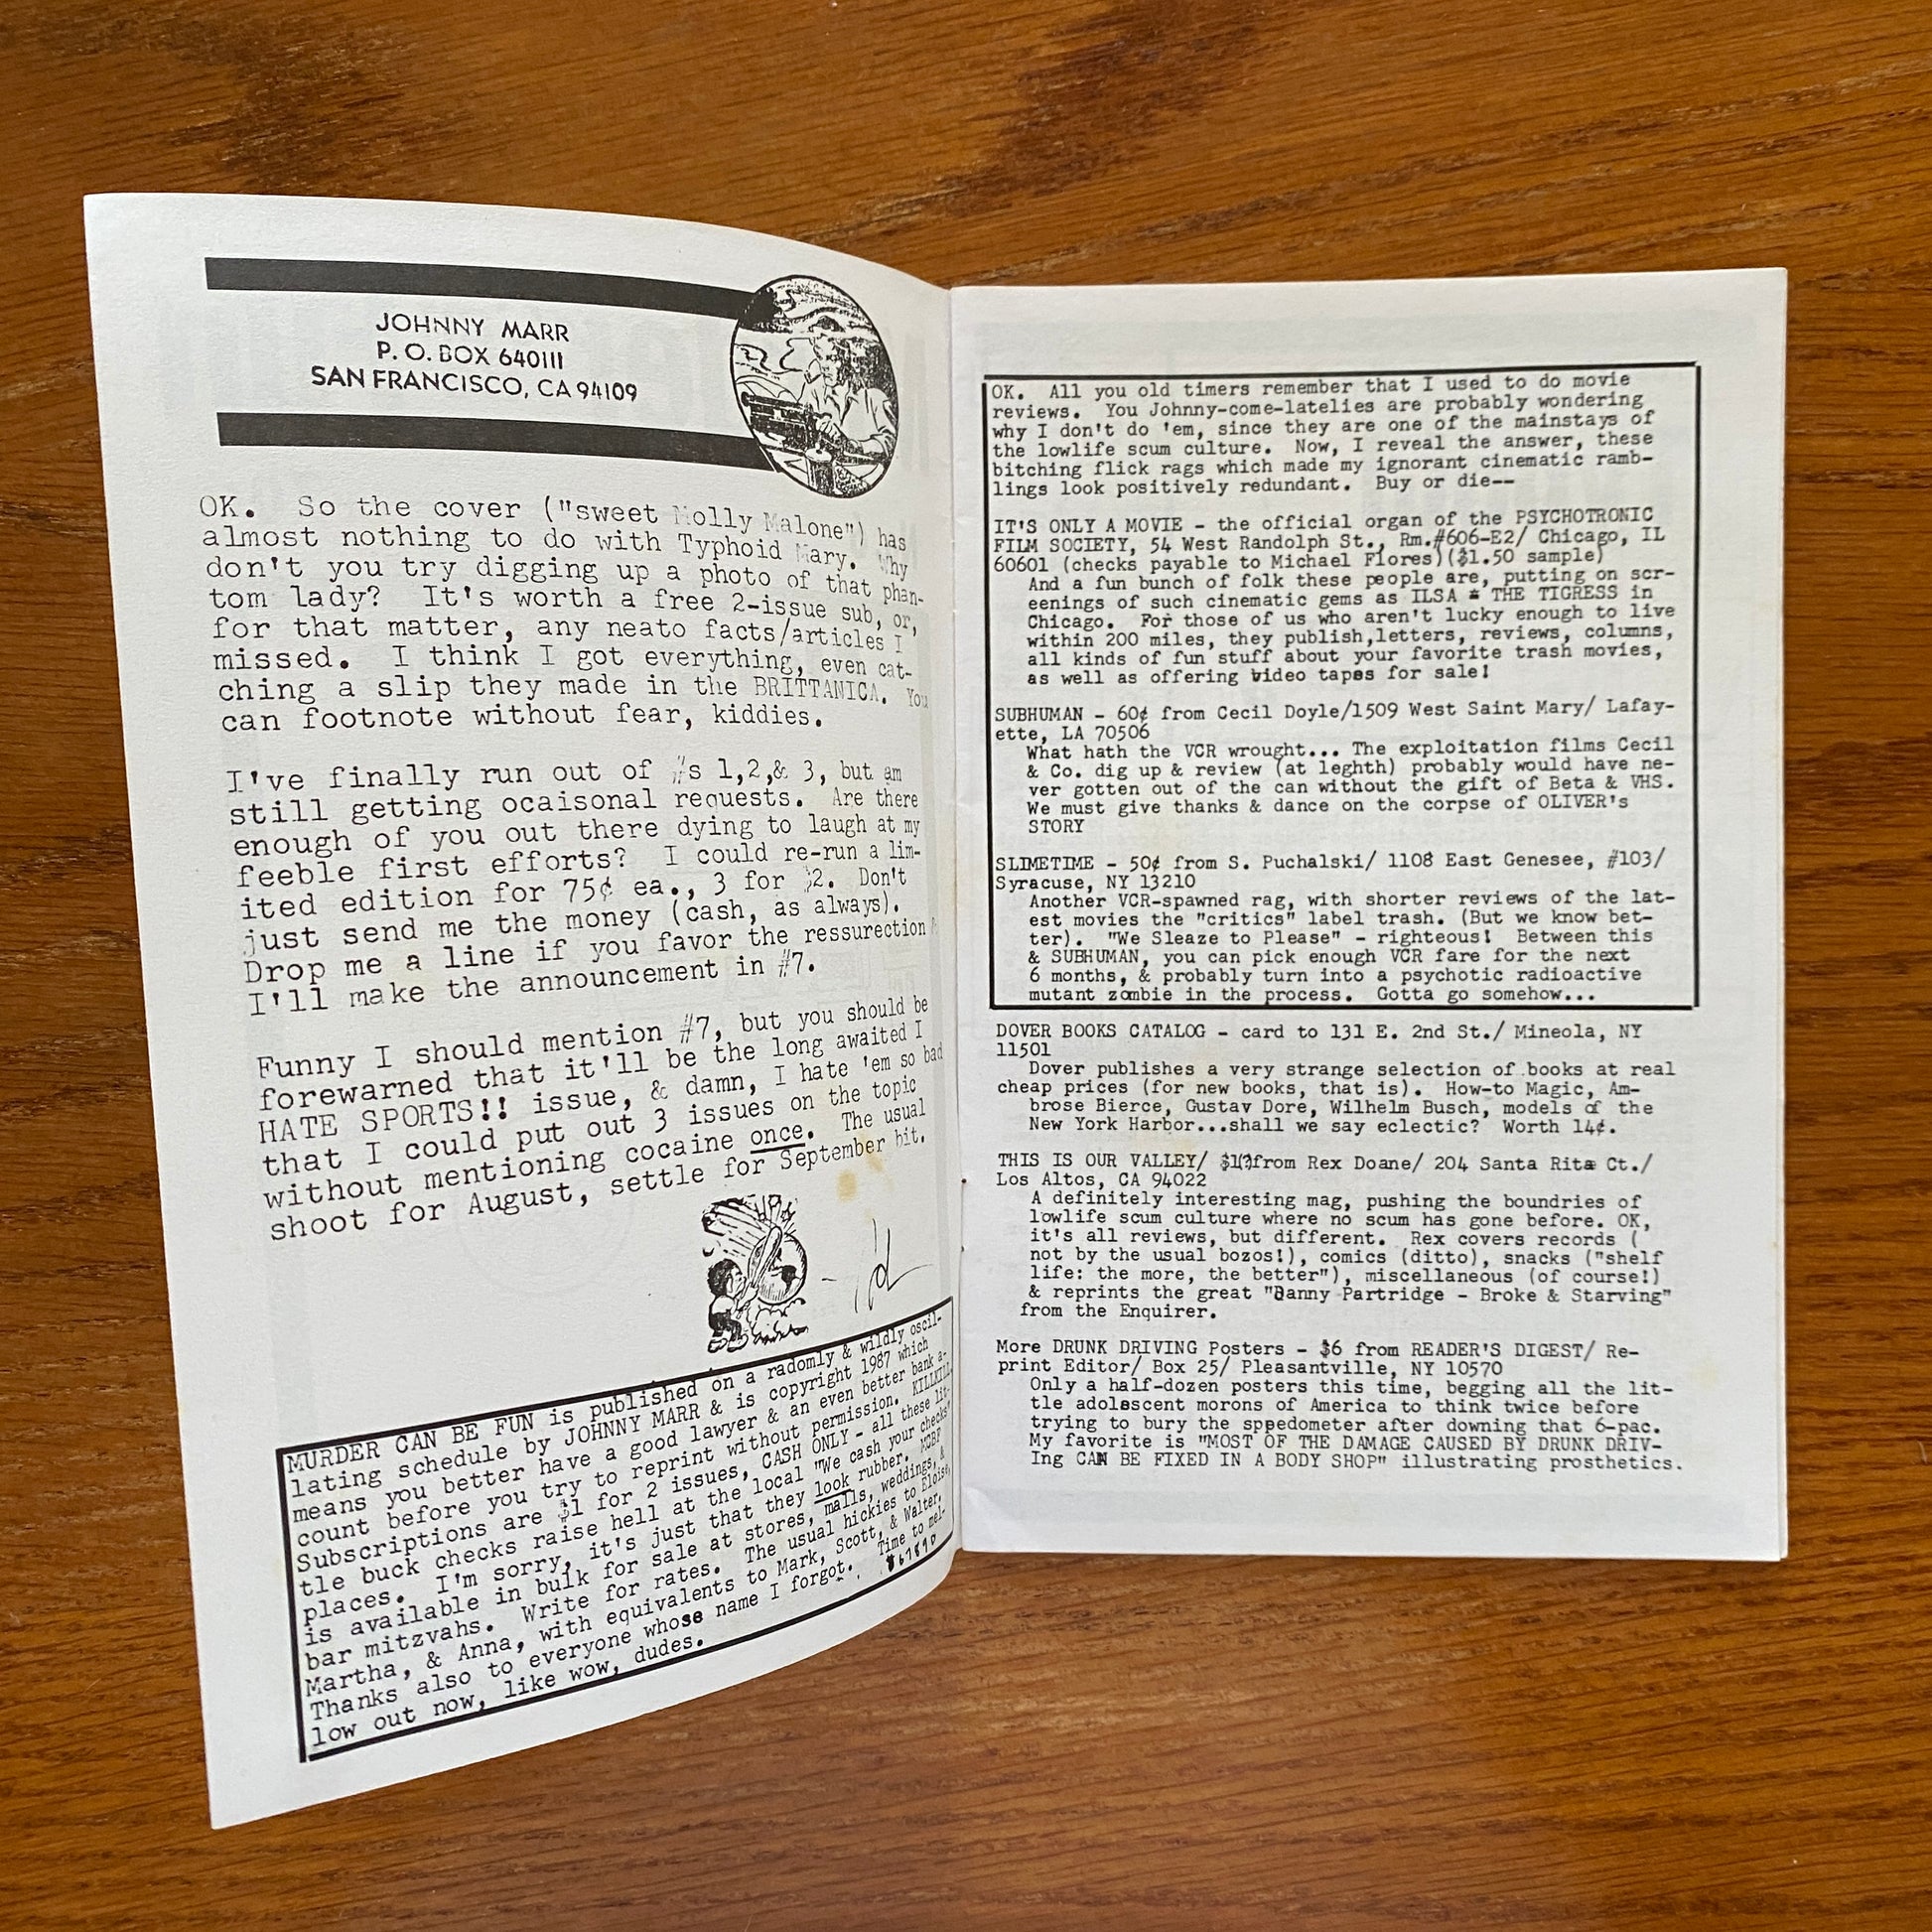 JOHNNY MARR
P. O. BOX 640111
SAN FRANCISCO, CA 94109
OK. So the cover ("sweet Molly Malone") has
almost nothing to do with Typhoid Mary. Why
don't you try digging up a photo of that phan-
tom lady? It's worth a free 2-issue sub, or,
for that matter, any neato facts/articles I
missed. I think I got everything, even cat-
ching a slip they made in the BRITTANICA. You
can footnote without fear, kiddies.
I've finally run out of #s 1,2,& 3, but am
still getting ocaisonal requests. Are there
enough of you out there dying to laugh at my
feeble first efforts? I could re-run a lim-
ited edition for 75¢ ea., 3 for $2. Don't
just send me the money (cash, as always).
Drop me a line if you favor the ressurection
I'll make the announcement in #7.
Funny I should mention #7, but you should be
forewarned that it'll be the long awaited I
HATE SPORTS!! issue, & damn, I hate 'em so bad
that I could put out 3 issues on the topic
without mentioning cocaine once. The usual
shoot for August, settle for September bit.
MURDER CAN BE FUN is published on a radomly & wildly oscil-
lating schedule by JOHNNY MARR & is copyright 1987 which
means you better have a good lawyer & an even better bank a-
count before you try to reprint without permission. KILLKILL
Subscriptions are $1 for 2 issues, CASH ONLY - all these lit-
tle buck checks raise hell at the local "We cash your checks"
places. I'm sorry, it's just that they look rubber. MCBF
is available in bulk for sale at stores, malls, weddings, &
bar mitzvahs. Write for rates. The usual hickies to Eloise,
Martha, & Anna, with equivalents to Mark, Scott, & Walter.
Thanks also to everyone whose name I forgot. Time to mel-
low out now, like wow, dudes.
OK. All you old timers remember that I used to do movie
reviews. You Johnny-come-latelies are probably wondering
why I don't do 'em, since they are one of the mainstays of
the lowlife scum culture. Now, I reveal the answer, these
bitching flick rags which made my ignorant cinematic ramb-
lings look positively redundant. Buy or die--
IT'S ONLY A MOVIE - the official organ of the PSYCHOTRONIC
FILM SOCIETY, 54 West Randolph St., Rm.#606-E2/ Chicago, IL
60601 (checks payable to Michael Flores)($1.50 sample)
And a fun bunch of folk these people are, putting on scr-
eenings of such cinematic gems as ILSA - THE TIGRESS in
Chicago. For those of us who aren't lucky enough to live
within 200 miles, they publish,letters, reviews, columns,
all kinds of fun stuff about your favorite trash movies,
as well as offering video tapes for sale!
SUBHUMAN - 60¢ from Cecil Doyle/1509 West Saint Mary/ Lafay-
ette, LA 70506
What hath the VCR wrought... The exploitation films Cecil
& Co. dig up & review (at leghth) probably would have ne-
ver gotten out of the can without the gift of Beta & VHS.
We must give thanks & dance on the corpse of OLIVER's
STORY
SLIMETIME - 50¢ from S. Puchalski/ 1108 East Genesee, #103/
Syracuse, NY 13210
Another VCR-spawned rag, with shorter reviews of the lat-
est movies the "critics" label trash. (But we know bet-
ter). "We Sleaze to Please" - righteous! Between this
& SUBHUMAN, you can pick enough VCR fare for the next
6 months, & probably turn into a psychotic radioactive
mutant zombie in the process. Gotta go somehow...
DOVER BOOKS CATALOG - card to 131 E. 2nd St./ Mineola, NY
11501
Dover publishes a very strange selection of books at real
cheap prices (for new books, that is). How-to Magic, Am-
brose Bierce, Gustav Dore, Wilhelm Busch, models of the
New York Harbor...shall we say eclectic? Worth 14¢.
THIS IS OUR VALLEY/ $1(?)from Rex Doane/ 204 Santa Rita Ct./
Los Altos, CA 94022
A definitely interesting mag, pushing the boundries of
lowlife scum culture where no scum has gone before. OK,
it's all reviews, but different. Rex covers records (
not by the usual bozos!), comics (ditto), snacks ("shelf
life: the more, the better"), miscellaneous (of course!)
& reprints the great "Danny Partridge - Broke & Starving"
from the Enquirer.
More DRUNK DRIVING Posters - $6 from READER'S DIGEST/ Re-
print Editor/ Box 25/ Pleasantville, NY 10570
Only a half-dozen posters this time, begging all the lit-
tle adolescent morons of America to think twice before
trying to bury the speedometer after downing that 6-pac.
My favorite is "MOST OF THE DAMAGE CAUSED BY DRUNK DRIV-
Ing CAN BE FIXED IN A BODY SHOP" illustrating prosthetics.